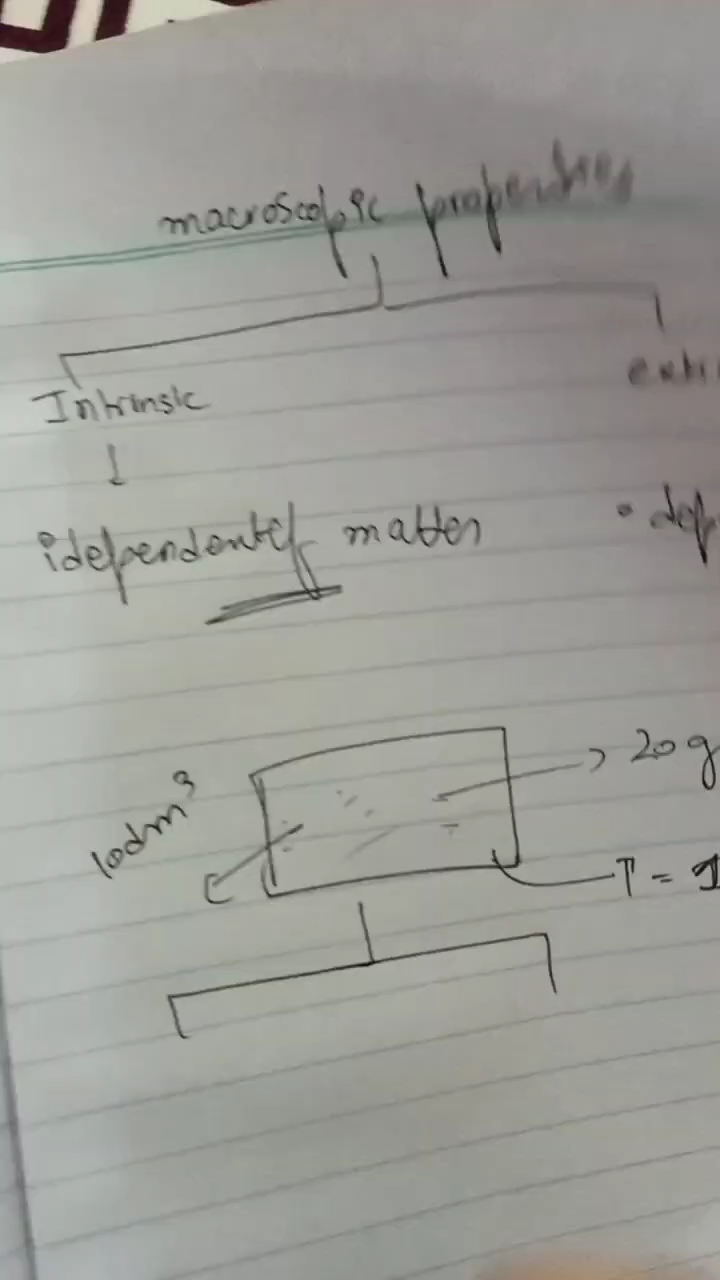 macroscopic properties
Intrinsic
idependent of matter
10dm³
20g
T =